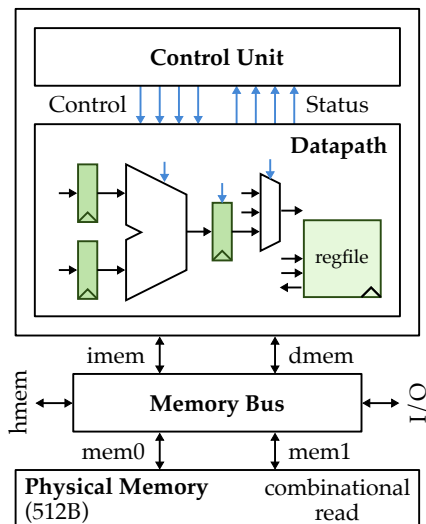 Control Unit
Control
Status
Datapath
regfile
imem
dmem
hmem
Memory Bus
I/O
mem0
mem1
Physical Memory
(512B)
combinational
read